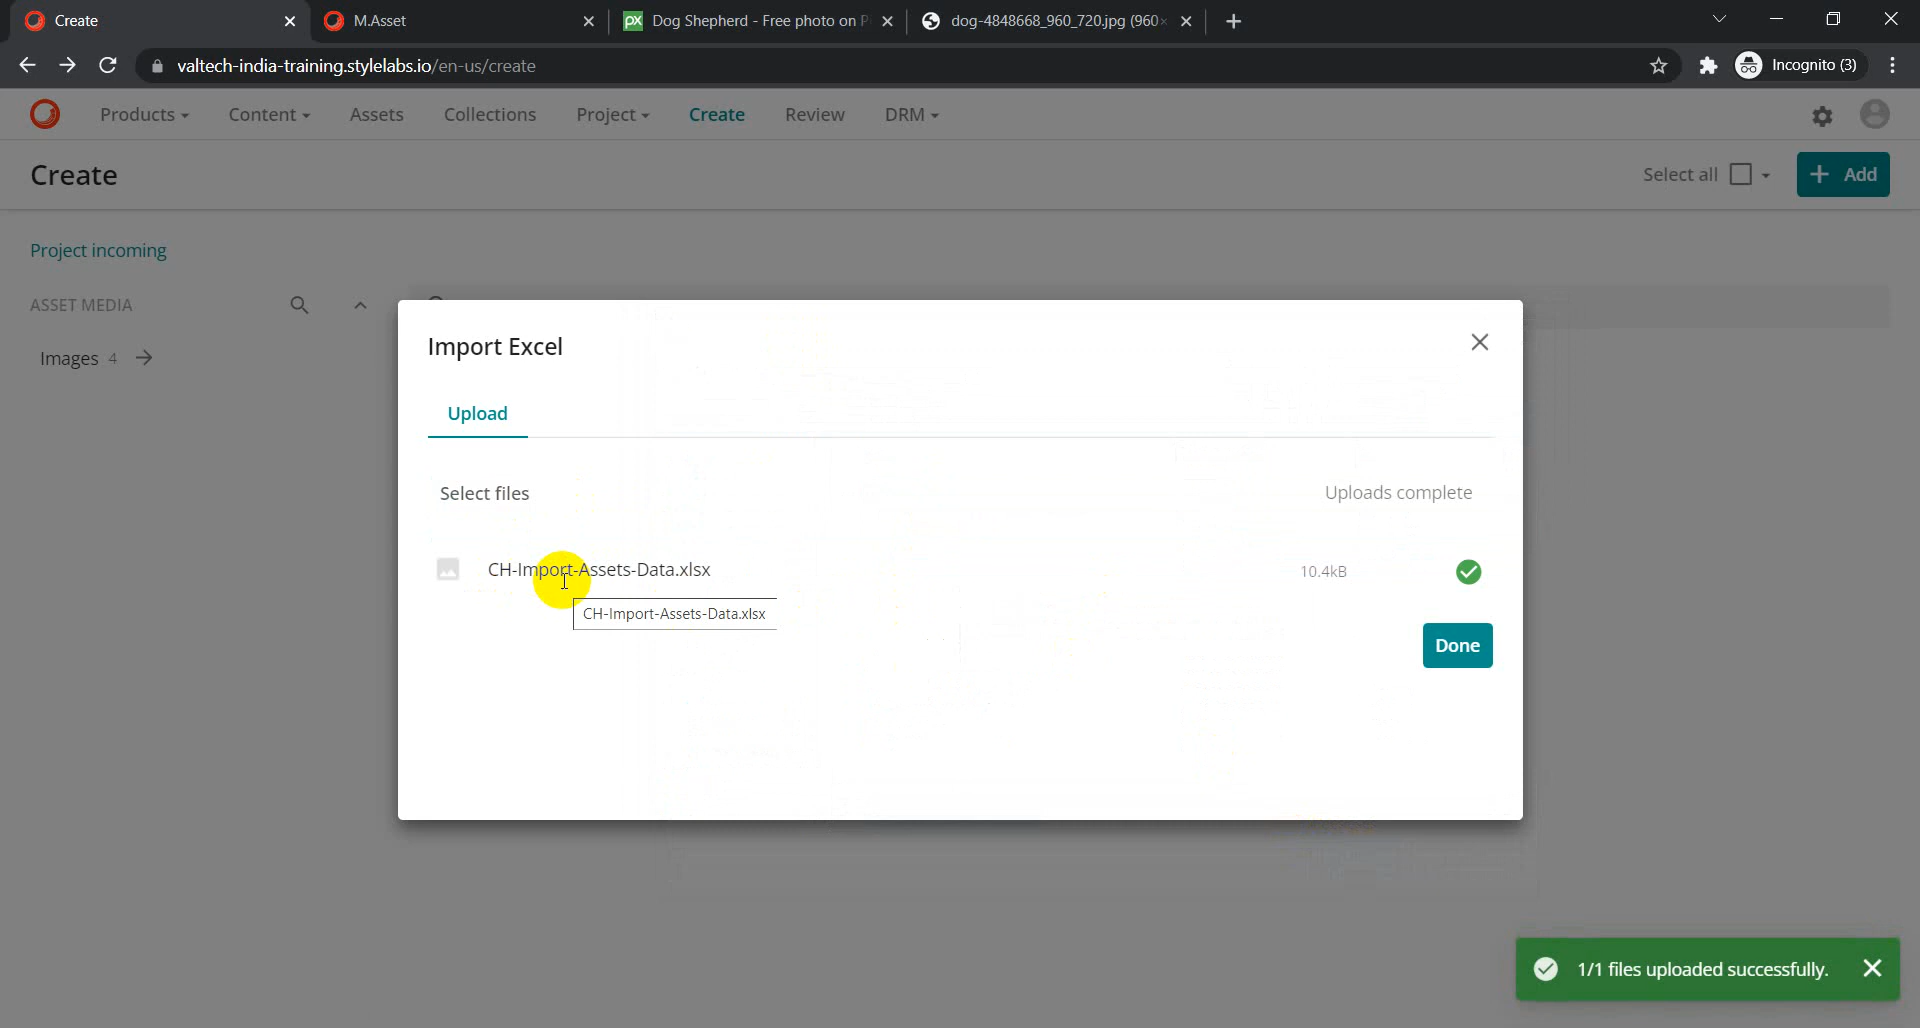 Create
M.Asset
Dog Shepherd - Free photo on P
dog-4848668_960_720.jpg (960×
valtech-india-training.stylelabs.io/en-us/create
Incognito (3)
Products
Content
Assets
Collections
Project
Create
Review
DRM
Create
Select all
Add
Project incoming
ASSET MEDIA
Images 4
Import Excel
Upload
Select files
Uploads complete
CH-Import-Assets-Data.xlsx
10.4kB
CH-Import-Assets-Data.xlsx
Done
1/1 files uploaded successfully.